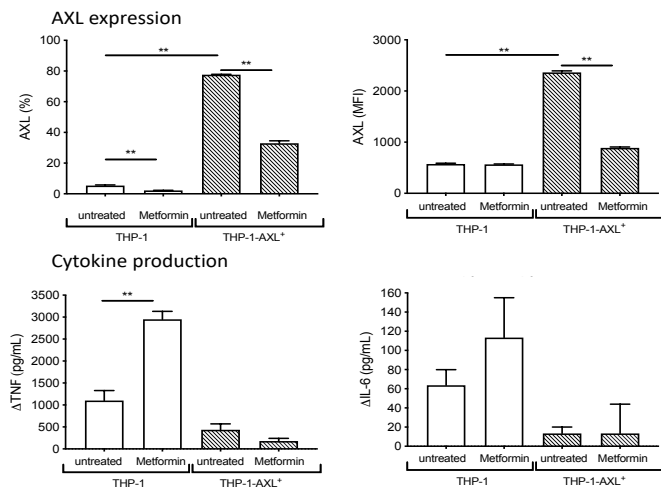 AXL expression
AXL (%)
100
80
60
40
20
0
**
**
**
untreated Metformin untreated Metformin
THP-1 THP-1-AXL+
AXL (MFI)
3000
2000
1000
0
**
**
untreated Metformin untreated Metformin
THP-1 THP-1-AXL+
Cytokine production
ΔTNF (pg/mL)
3500
3000
2500
2000
1500
1000
500
0
**
untreated Metformin untreated Metformin
THP-1 THP-1-AXL+
ΔIL-6 (pg/mL)
160
140
120
100
80
60
40
20
0
untreated Metformin untreated Metformin
THP-1 THP-1-AXL+